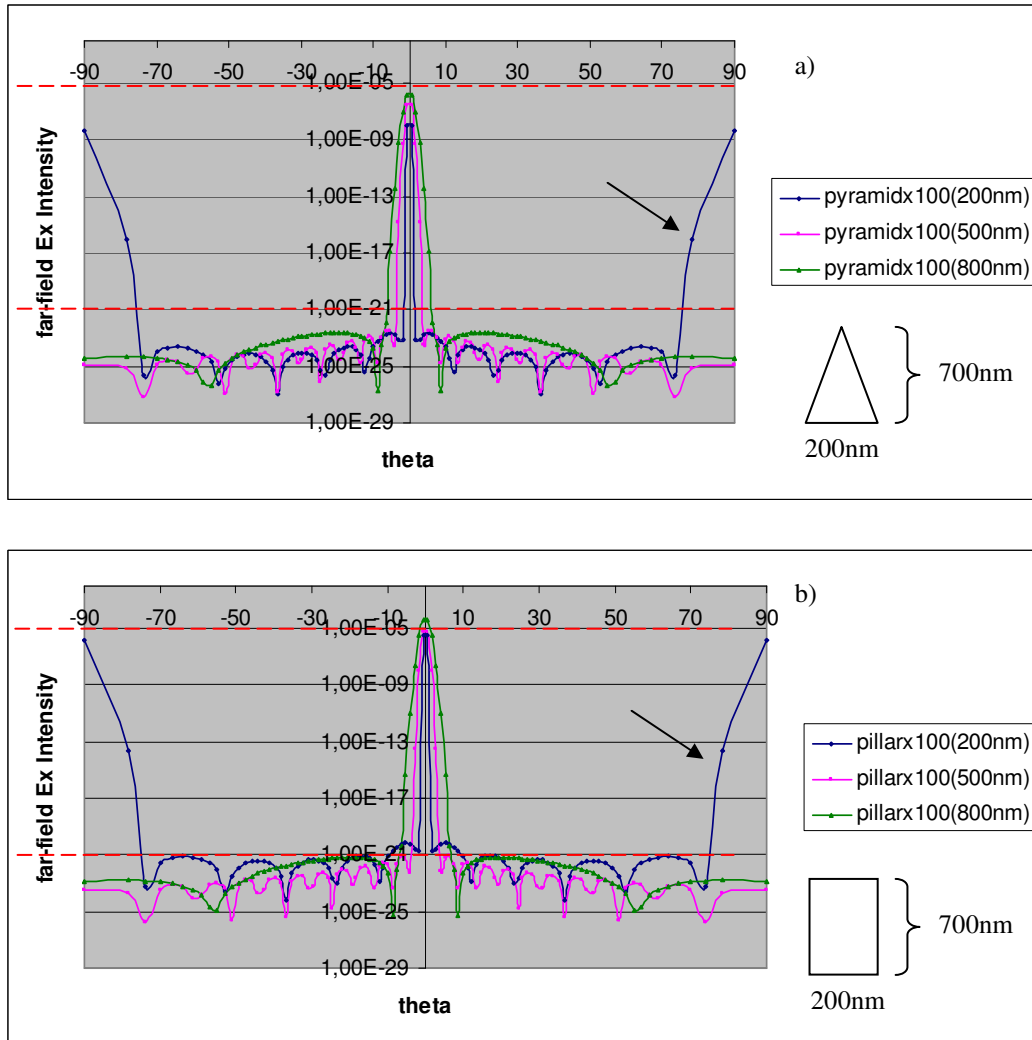 a)
-90 -70 -50 -30 -10 10 30 50 70 90
1,00E-05
1,00E-09
1,00E-13
1,00E-17
1,00E-21
1,00E-25
1,00E-29
far-field Ex Intensity
theta
pyramidx100(200nm)
pyramidx100(500nm)
pyramidx100(800nm)
700nm
200nm
b)
-90 -70 -50 -30 -10 10 30 50 70 90
1,00E-05
1,00E-09
1,00E-13
1,00E-17
1,00E-21
1,00E-25
1,00E-29
far-field Ex Intensity
theta
pillarx100(200nm)
pillarx100(500nm)
pillarx100(800nm)
700nm
200nm